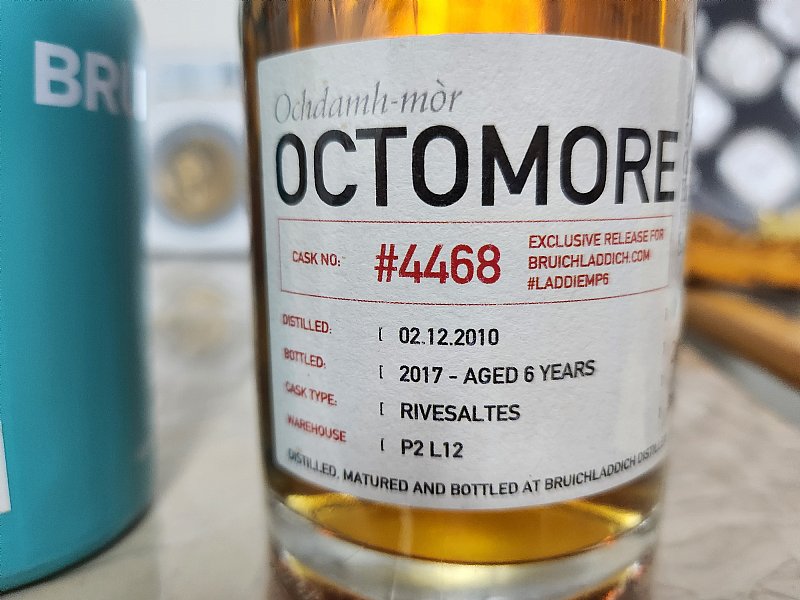 BRU
Ochdamh-mòr
OCTOMORE
CASK NO: #4468
EXCLUSIVE RELEASE FOR
BRUICHLADDICH.COM
#LADDIEMP6
DISTILLED: [ 02.12.2010
BOTTLED: [ 2017 - AGED 6 YEARS
CASK TYPE: [ RIVESALTES
WAREHOUSE [ P2 L12
DISTILLED, MATURED AND BOTTLED AT BRUICHLADDICH